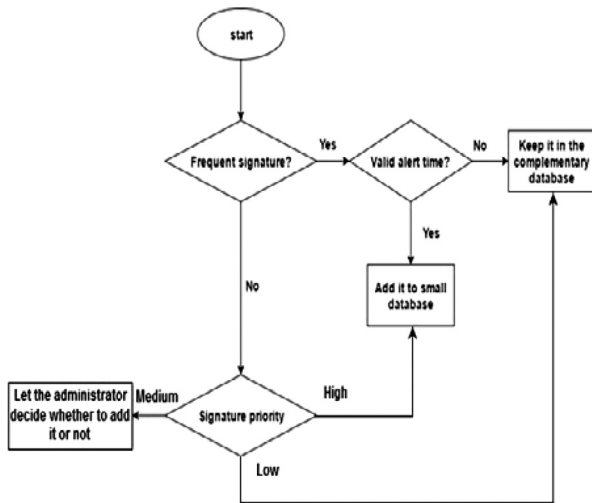 start
Frequent signature?
Yes
Valid alert time?
No
Keep it in the
complementary
database
Yes
Add it to small
database
No
Let the administrator
decide whether to add
it or not
Medium
Signature priority
High
Low